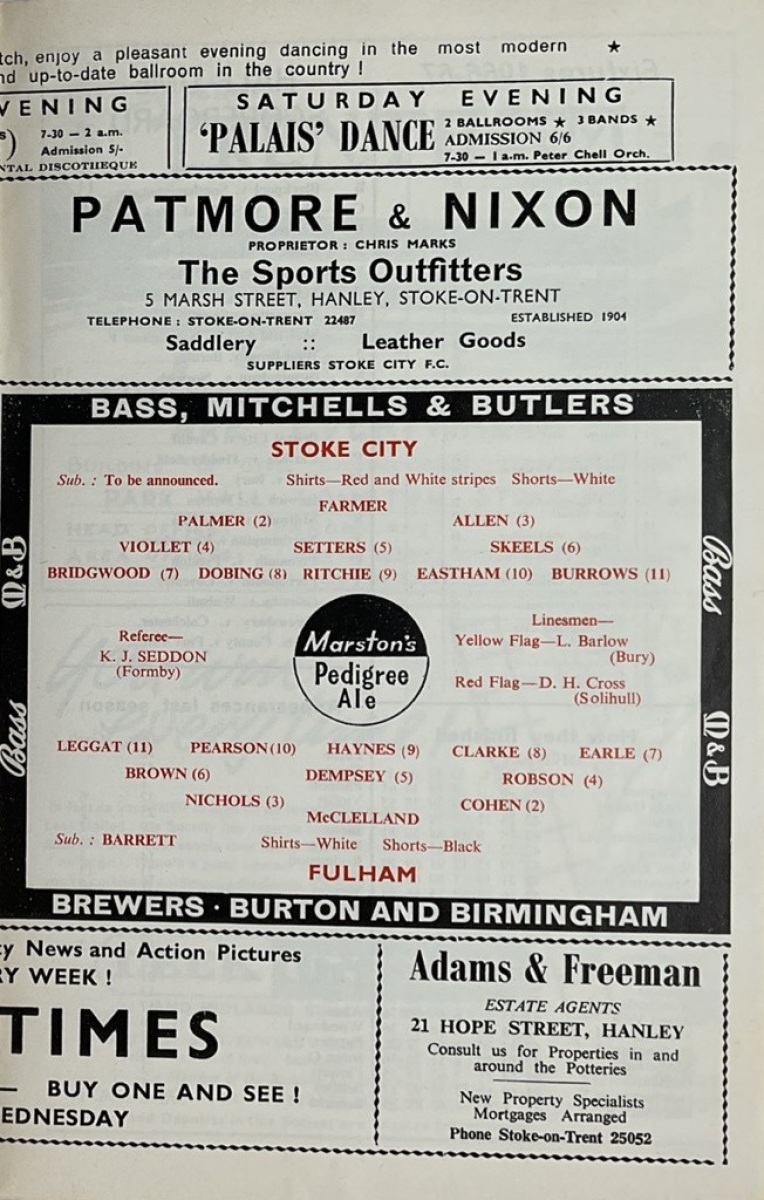 tch, enjoy a pleasant evening dancing in the most modern ★
nd up-to-date ballroom in the country !
VENING
s) 7-30 — 2 a.m.
Admission 5/-
NTAL DISCOTHEQUE
SATURDAY EVENING
‘PALAIS’ DANCE
2 BALLROOMS ★ 3 BANDS ★
ADMISSION 6/6
7-30 — 1 a.m. Peter Chell Orch.
PATMORE & NIXON
PROPRIETOR : CHRIS MARKS
The Sports Outfitters
5 MARSH STREET, HANLEY, STOKE-ON-TRENT
TELEPHONE : STOKE-ON-TRENT 22487 ESTABLISHED 1904
Saddlery :: Leather Goods
SUPPLIERS STOKE CITY F.C.
BASS, MITCHELLS & BUTLERS
STOKE CITY
Sub. : To be announced. Shirts—Red and White stripes Shorts—White
FARMER
PALMER (2) ALLEN (3)
VIOLLET (4) SETTERS (5) SKEELS (6)
BRIDGWOOD (7) DOBING (8) RITCHIE (9) EASTHAM (10) BURROWS (11)
M&B
Bass
Bass
M&B
Referee—
K. J. SEDDON
(Formby)
Marston's
Pedigree
Ale
Linesmen—
Yellow Flag—L. Barlow
(Bury)
Red Flag—D. H. Cross
(Solihull)
LEGGAT (11) PEARSON(10) HAYNES (9) CLARKE (8) EARLE (7)
BROWN (6) DEMPSEY (5) ROBSON (4)
NICHOLS (3) COHEN (2)
McCLELLAND
Sub. : BARRETT Shirts—White Shorts—Black
FULHAM
BREWERS · BURTON AND BIRMINGHAM
cy News and Action Pictures
RY WEEK !
TIMES
— BUY ONE AND SEE !
EDNESDAY
Adams & Freeman
ESTATE AGENTS
21 HOPE STREET, HANLEY
Consult us for Properties in and
around the Potteries
New Property Specialists
Mortgages Arranged
Phone Stoke-on-Trent 25052